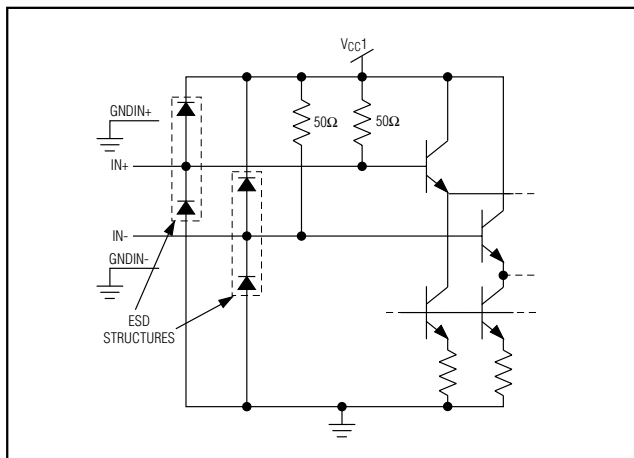 VCC1
GNDIN+
50Ω
50Ω
IN+
IN-
GNDIN-
ESD
STRUCTURES